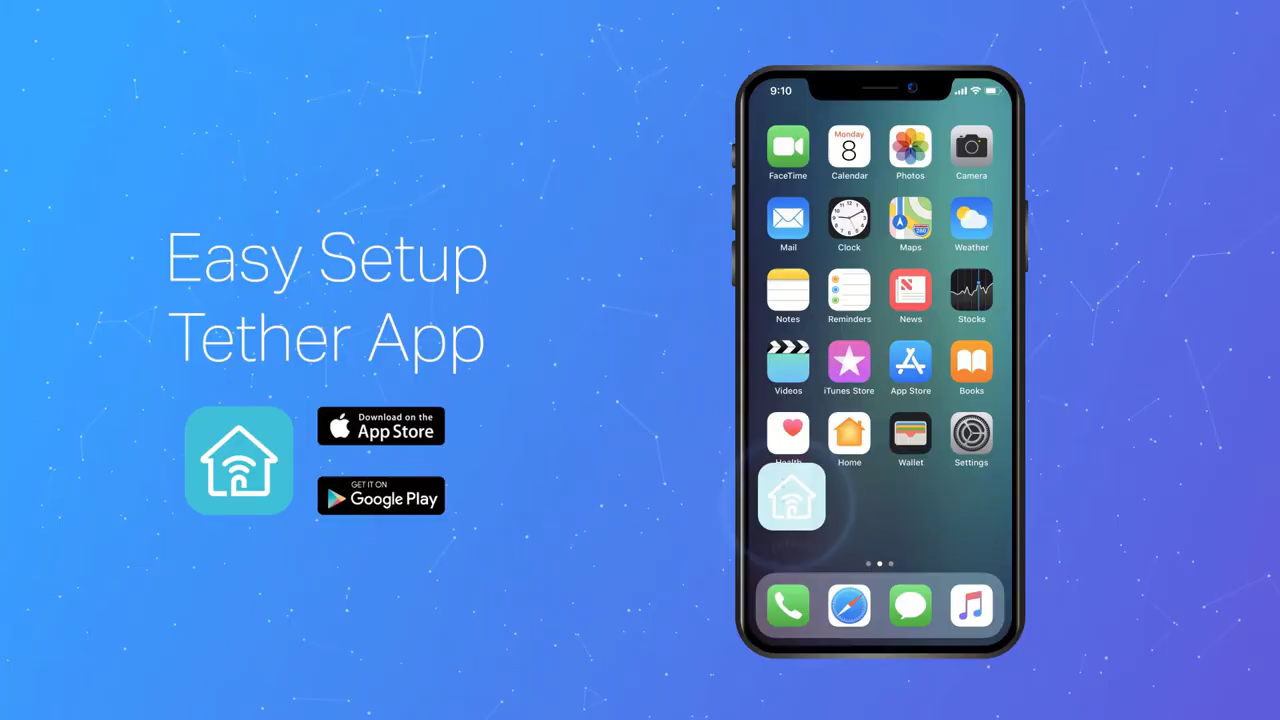 Easy Setup
Tether App
Download on the
App Store
GET IT ON
Google Play
9:10
Monday
8
FaceTime
Calendar
Photos
Camera
Mail
Clock
Maps
Weather
Notes
Reminders
News
Stocks
Videos
iTunes Store
App Store
Books
Health
Home
Wallet
Settings